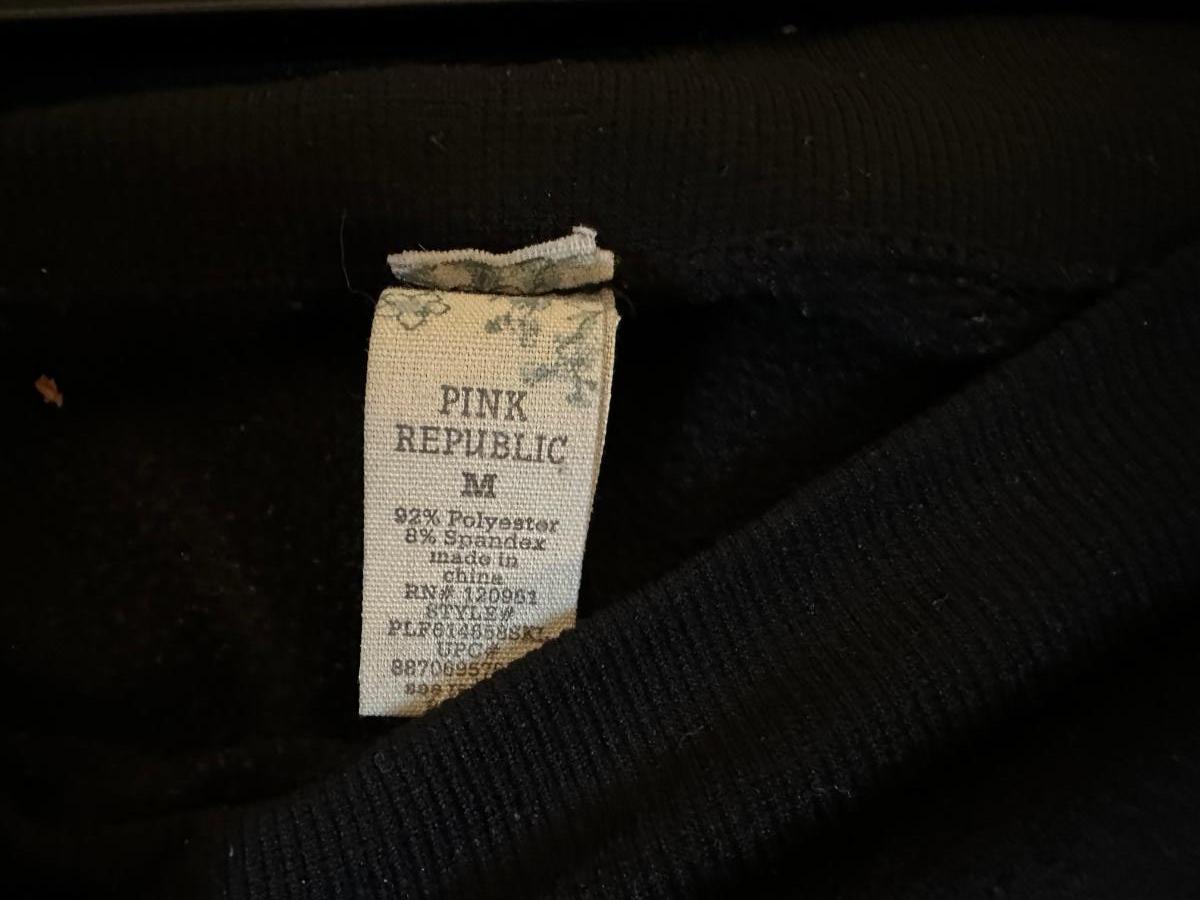 PINK
REPUBLIC
M
92% Polyester
8% Spandex
made in
china
RN# 120951
STYLE#
UPC#